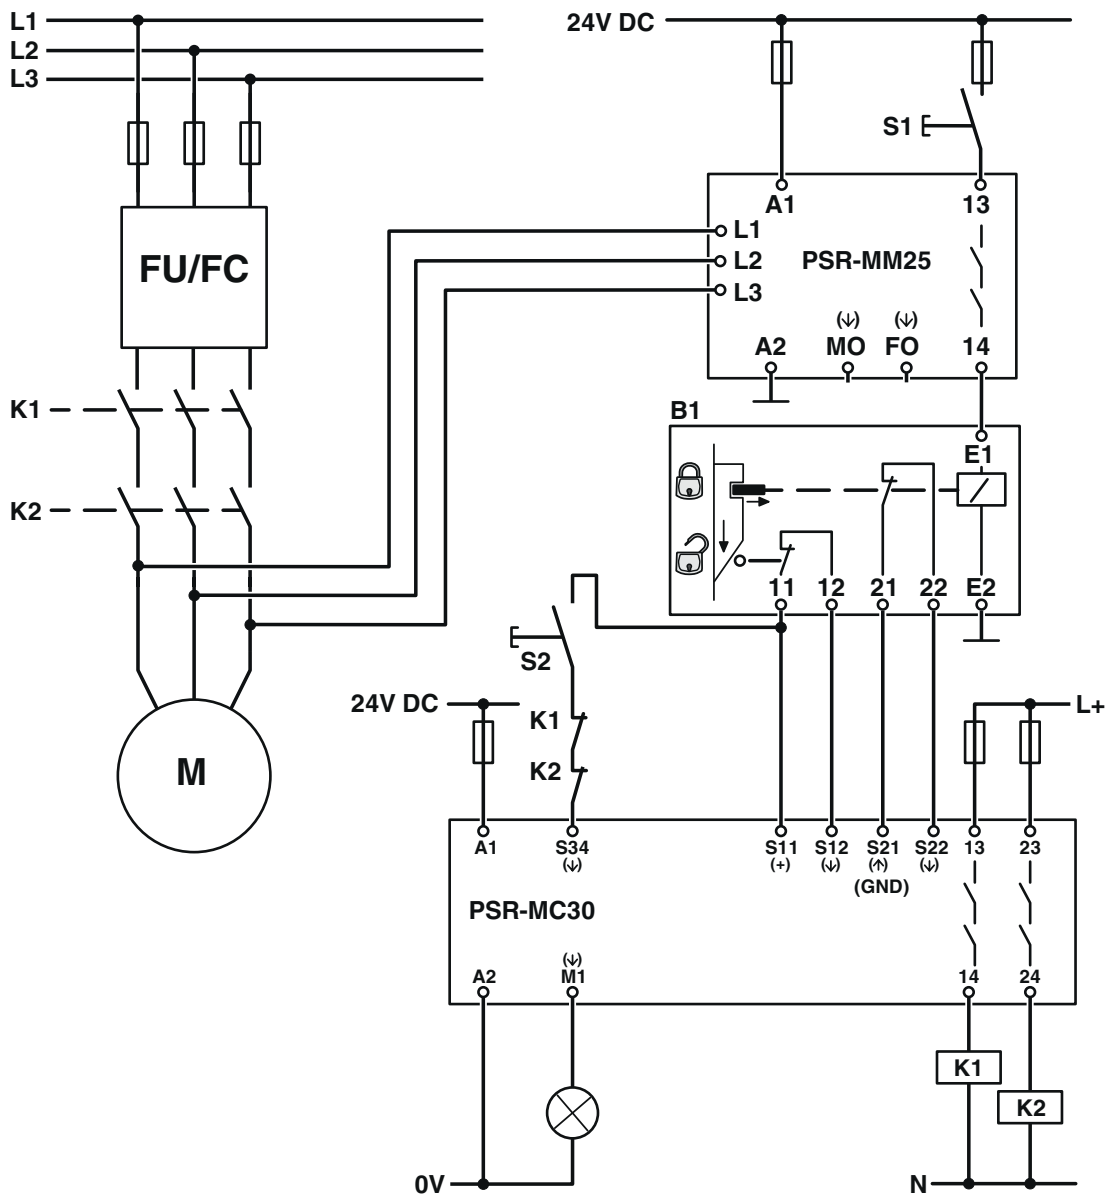 L1
L2
L3
24V DC
S1
A1
13
FU/FC
L1
L2
L3
PSR-MM25
(↓)
(↓)
A2
MO
FO
14
K1
B1
E1
K2
11
12
21
22
E2
S2
24V DC
K1
L+
M
K2
A1
S34
S11
S12
S21
S22
13
23
(↓)
(+)
(↓)
(↑)
(↓)
(GND)
PSR-MC30
(↓)
A2
M1
14
24
K1
K2
0V
N